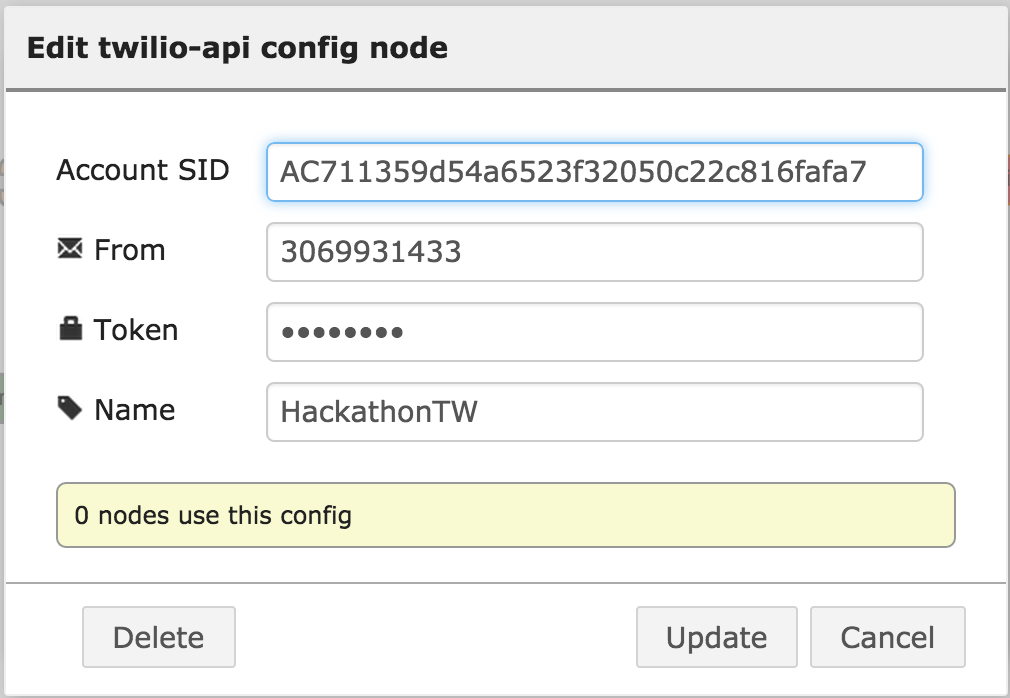 Edit twilio-api config node
Account SID AC711359d54a6523f32050c22c816fafa7
From 3069931433
Token ••••••••
Name HackathonTW
0 nodes use this config
Delete Update Cancel